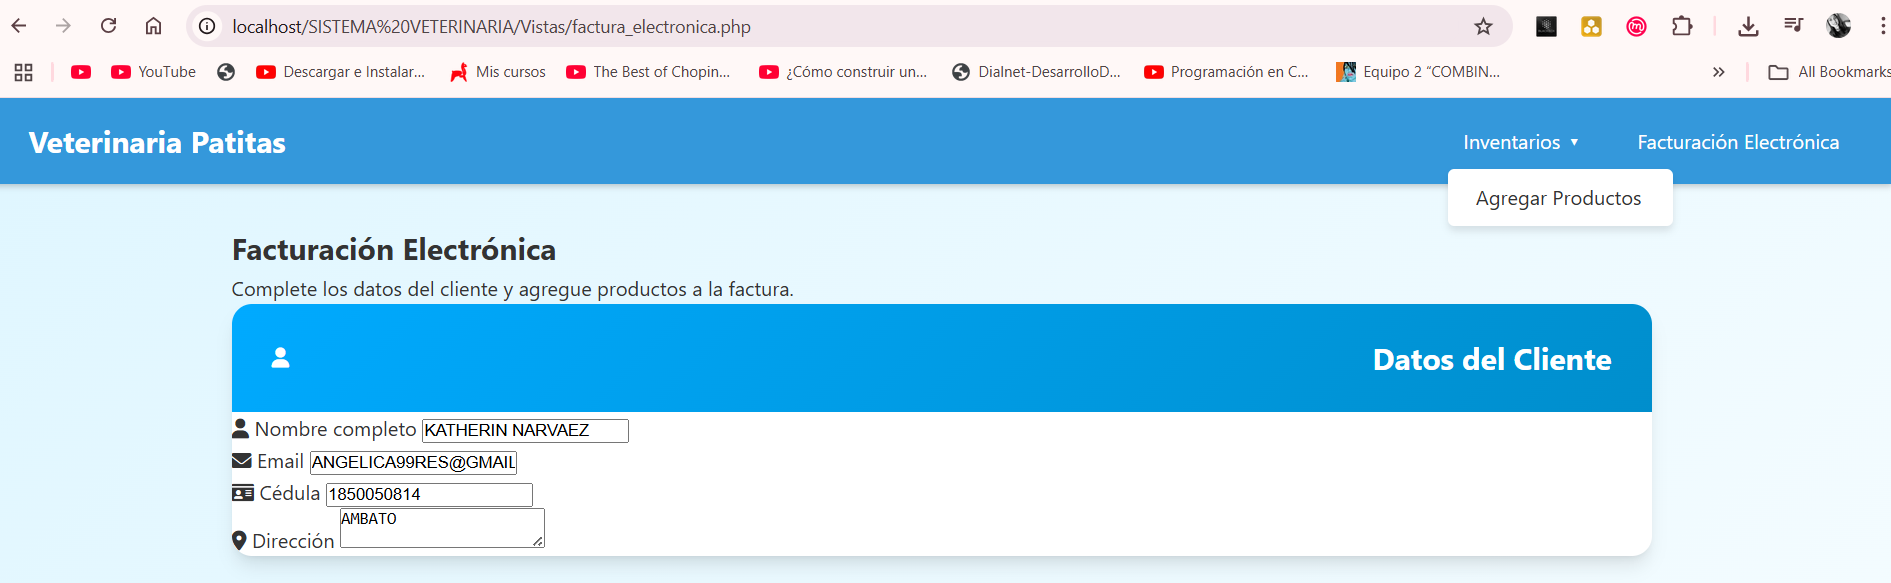 localhost/SISTEMA%20VETERINARIA/Vistas/factura_electronica.php
YouTube Descargar e Instalar... Mis cursos The Best of Chopin... ¿Cómo construir un... Dialnet-DesarrolloD... Programación en C... Equipo 2 “COMBIN... » All Bookmarks
Veterinaria Patitas Inventarios ▼ Facturación Electrónica
Agregar Productos
Facturación Electrónica
Complete los datos del cliente y agregue productos a la factura.
Datos del Cliente
Nombre completo KATHERIN NARVAEZ
Email ANGELICA99RES@GMAIL
Cédula 1850050814
Dirección AMBATO